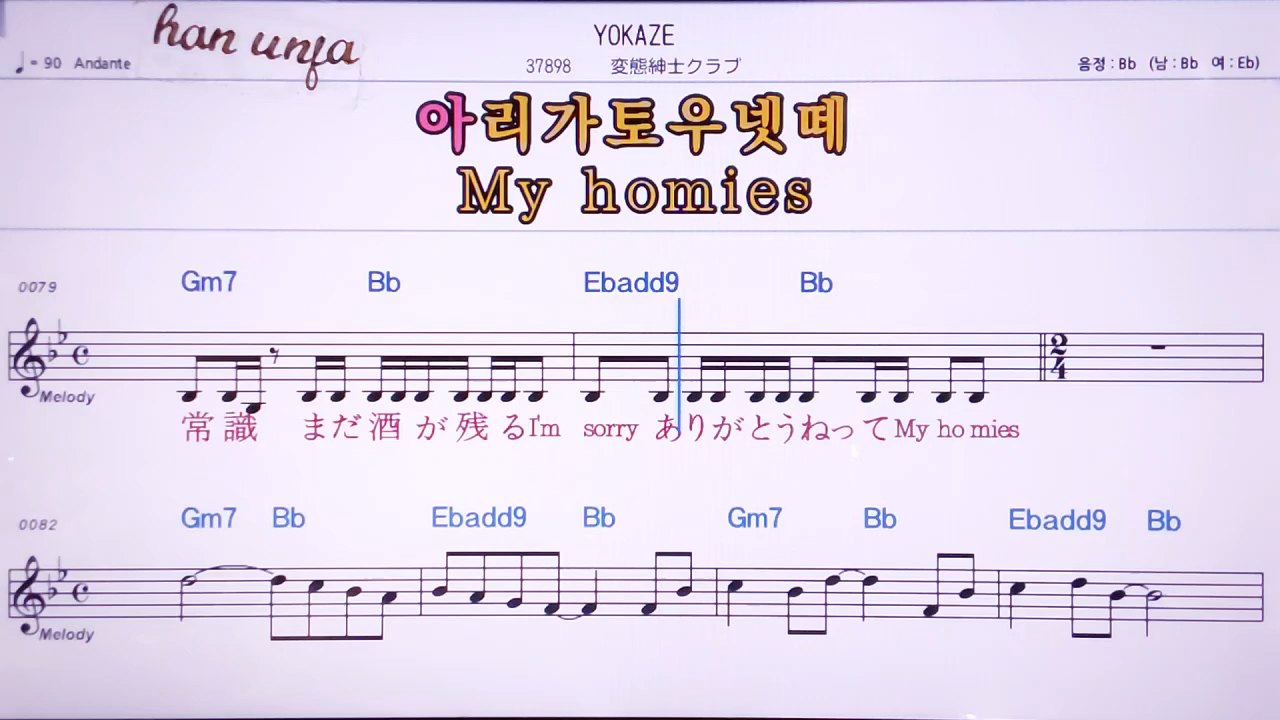 han unfa
YOKAZE
♩= 90 Andante
37898 変態紳士クラブ
음정 : Bb (남 : Bb 여 : Eb)
아리가토우넷떼
My homies
Gm7 Bb Ebadd9 Bb
0079
2
4
Melody
常識 まだ酒が残るI'm sorry ありがとうねってMy ho mies
Gm7 Bb Ebadd9 Bb Gm7 Bb Ebadd9 Bb
0082
Melody